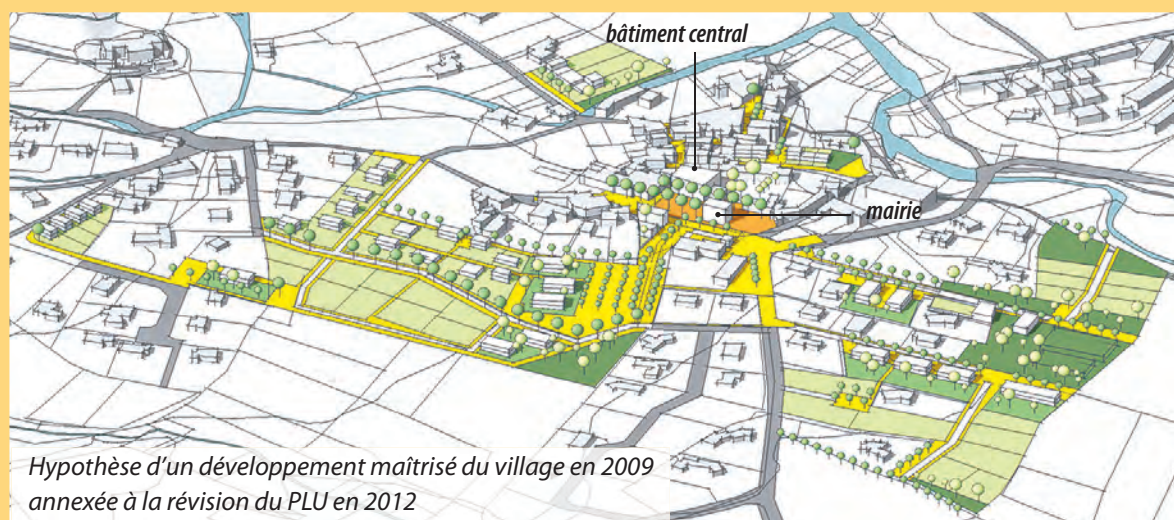 bâtiment central
mairie
Hypothèse d'un développement maîtrisé du village en 2009
annexée à la révision du PLU en 2012